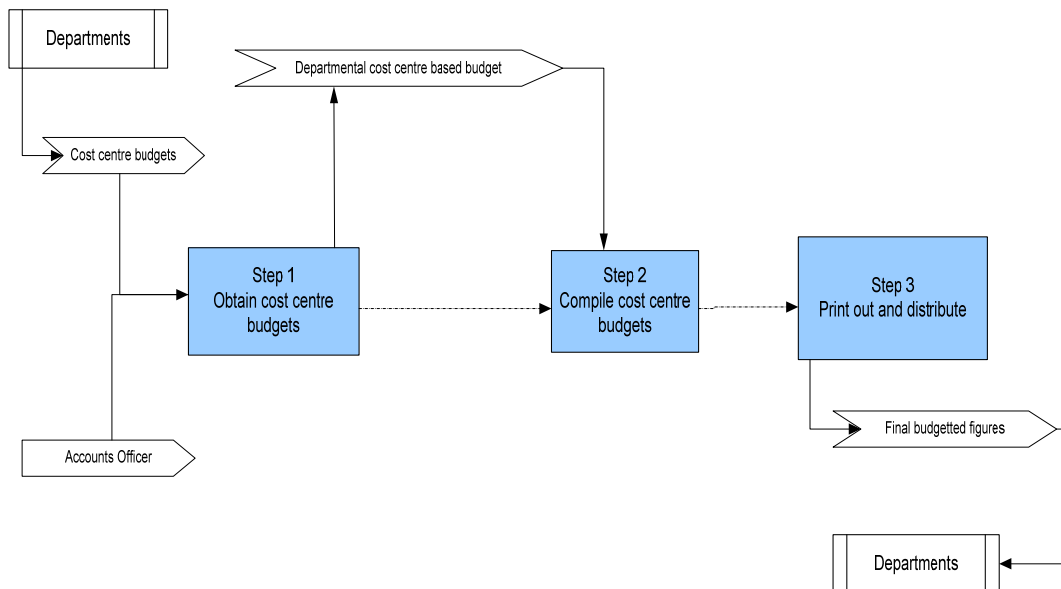 Departments
Departmental cost centre based budget
Cost centre budgets
Step 1
Obtain cost centre
budgets
Step 2
Compile cost centre
budgets
Step 3
Print out and distribute
Accounts Officer
Final budgetted figures
Departments